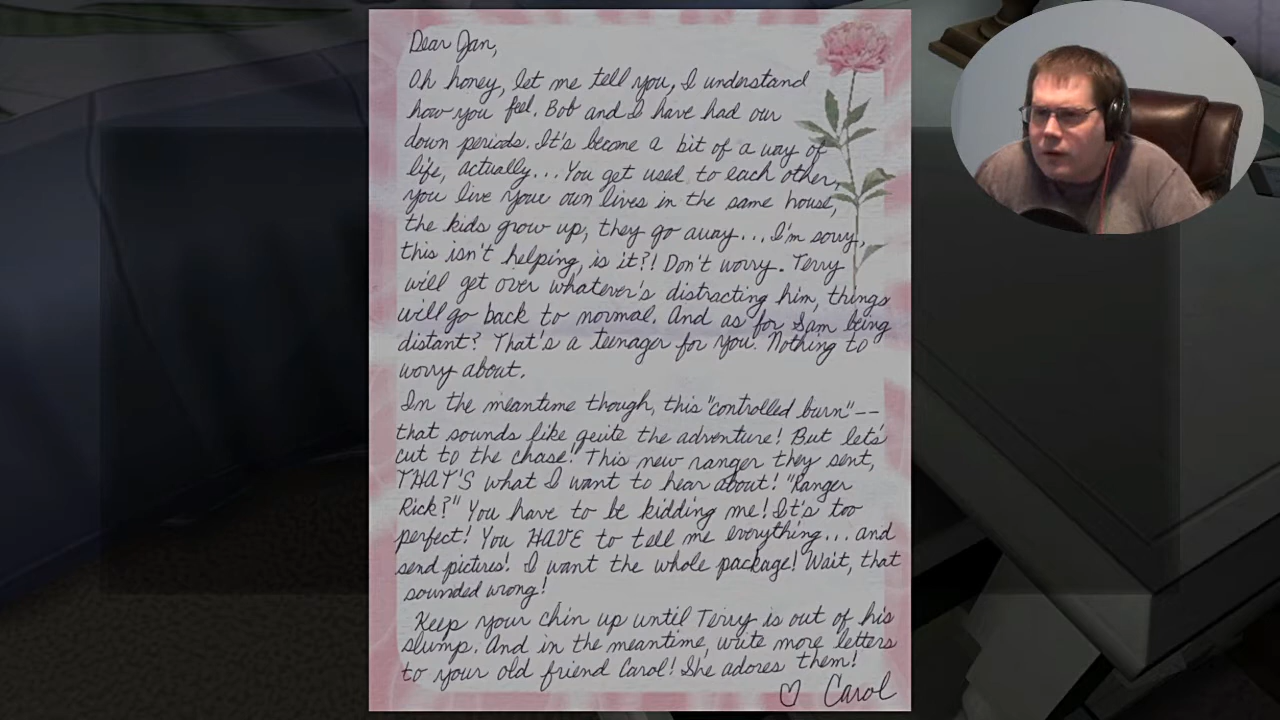 Dear Jan,
Oh honey, let me tell you, I understand
how you feel. Bob and I have had our
down periods. It's become a bit of a way of
life, actually... You get used to each other,
you live your own lives in the same house,
the kids grow up, they go away... I'm sorry,
this isn't helping, is it?! Don't worry. Terry
will get over whatever's distracting him, things
will go back to normal. And as for Sam being
distant? That's a teenager for you. Nothing to
worry about.
In the meantime though, this "controlled burn"--
that sounds like quite the adventure! But let's
cut to the chase! This new ranger they sent,
THAT'S what I want to hear about! "Ranger
Rick?" You have to be kidding me! It's too
perfect! You HAVE to tell me everything... and
send pictures! I want the whole package! Wait, that
sounded wrong!
Keep your chin up until Terry is out of his
slump. And in the meantime, write more letters
to your old friend Carol! She adores them!
♡ Carol